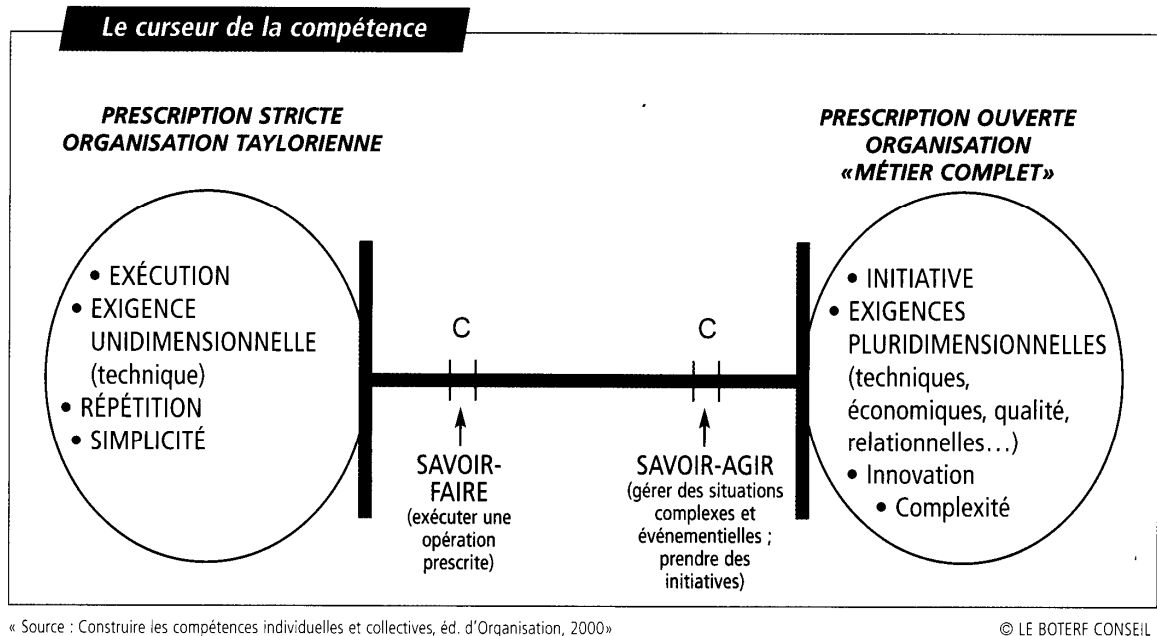 Le curseur de la compétence
PRESCRIPTION STRICTE
ORGANISATION TAYLORIENNE
PRESCRIPTION OUVERTE
ORGANISATION
«MÉTIER COMPLET»
• EXÉCUTION
• EXIGENCE
UNIDIMENSIONNELLE
(technique)
• RÉPÉTITION
• SIMPLICITÉ
C
SAVOIR-
FAIRE
(exécuter une
opération
prescrite)
C
SAVOIR-AGIR
(gérer des situations
complexes et
événementielles ;
prendre des
initiatives)
• INITIATIVE
• EXIGENCES
PLURIDIMENSIONNELLES
(techniques,
économiques, qualité,
relationnelles...)
• Innovation
• Complexité
« Source : Construire les compétences individuelles et collectives, éd. d'Organisation, 2000»
© LE BOTERF CONSEIL